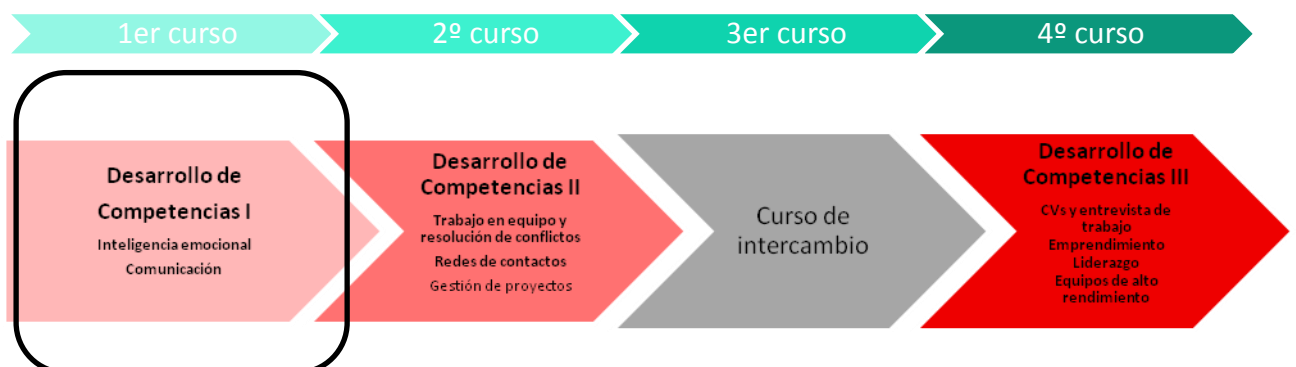 1er curso
2º curso
3er curso
4º curso
Desarrollo de
Competencias I
Inteligencia emocional
Comunicación
Desarrollo de
Competencias II
Trabajo en equipo y
resolución de conflictos
Redes de contactos
Gestión de proyectos
Curso de
intercambio
Desarrollo de
Competencias III
CVs y entrevista de
trabajo
Emprendimiento
Liderazgo
Equipos de alto
rendimiento